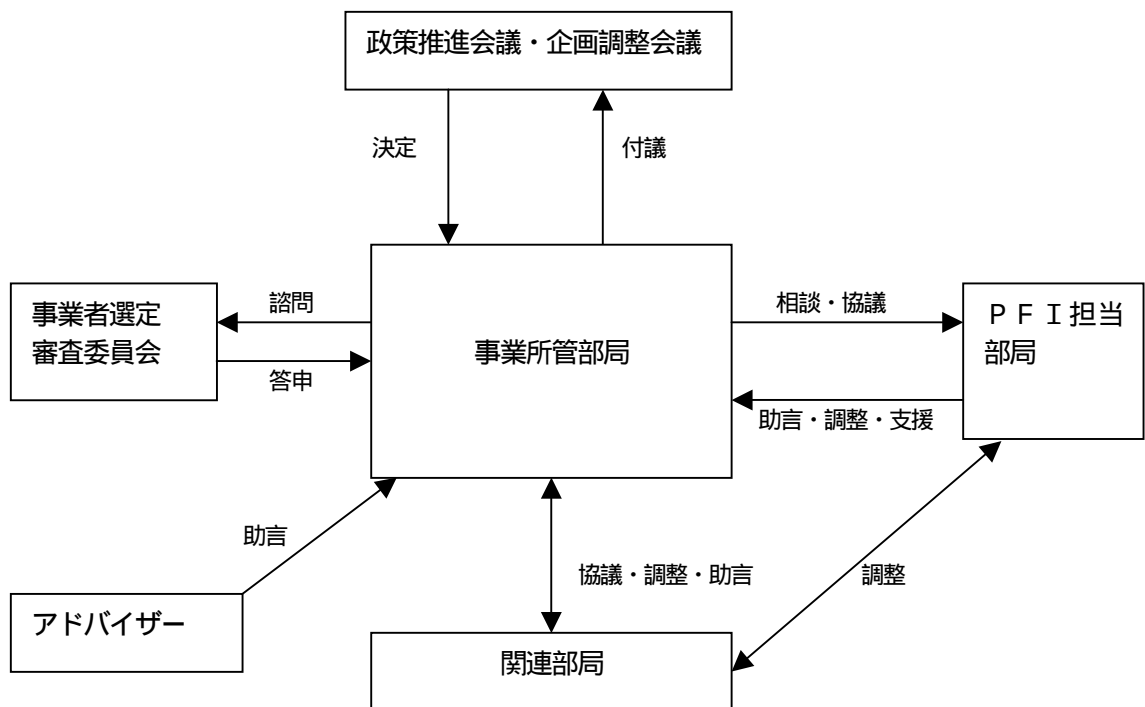 政策推進会議・企画調整会議
決定
付議
事業者選定
審査委員会
諮問
答申
事業所管部局
相談・協議
助言・調整・支援
ＰＦＩ担当
部局
助言
アドバイザー
協議・調整・助言
調整
関連部局